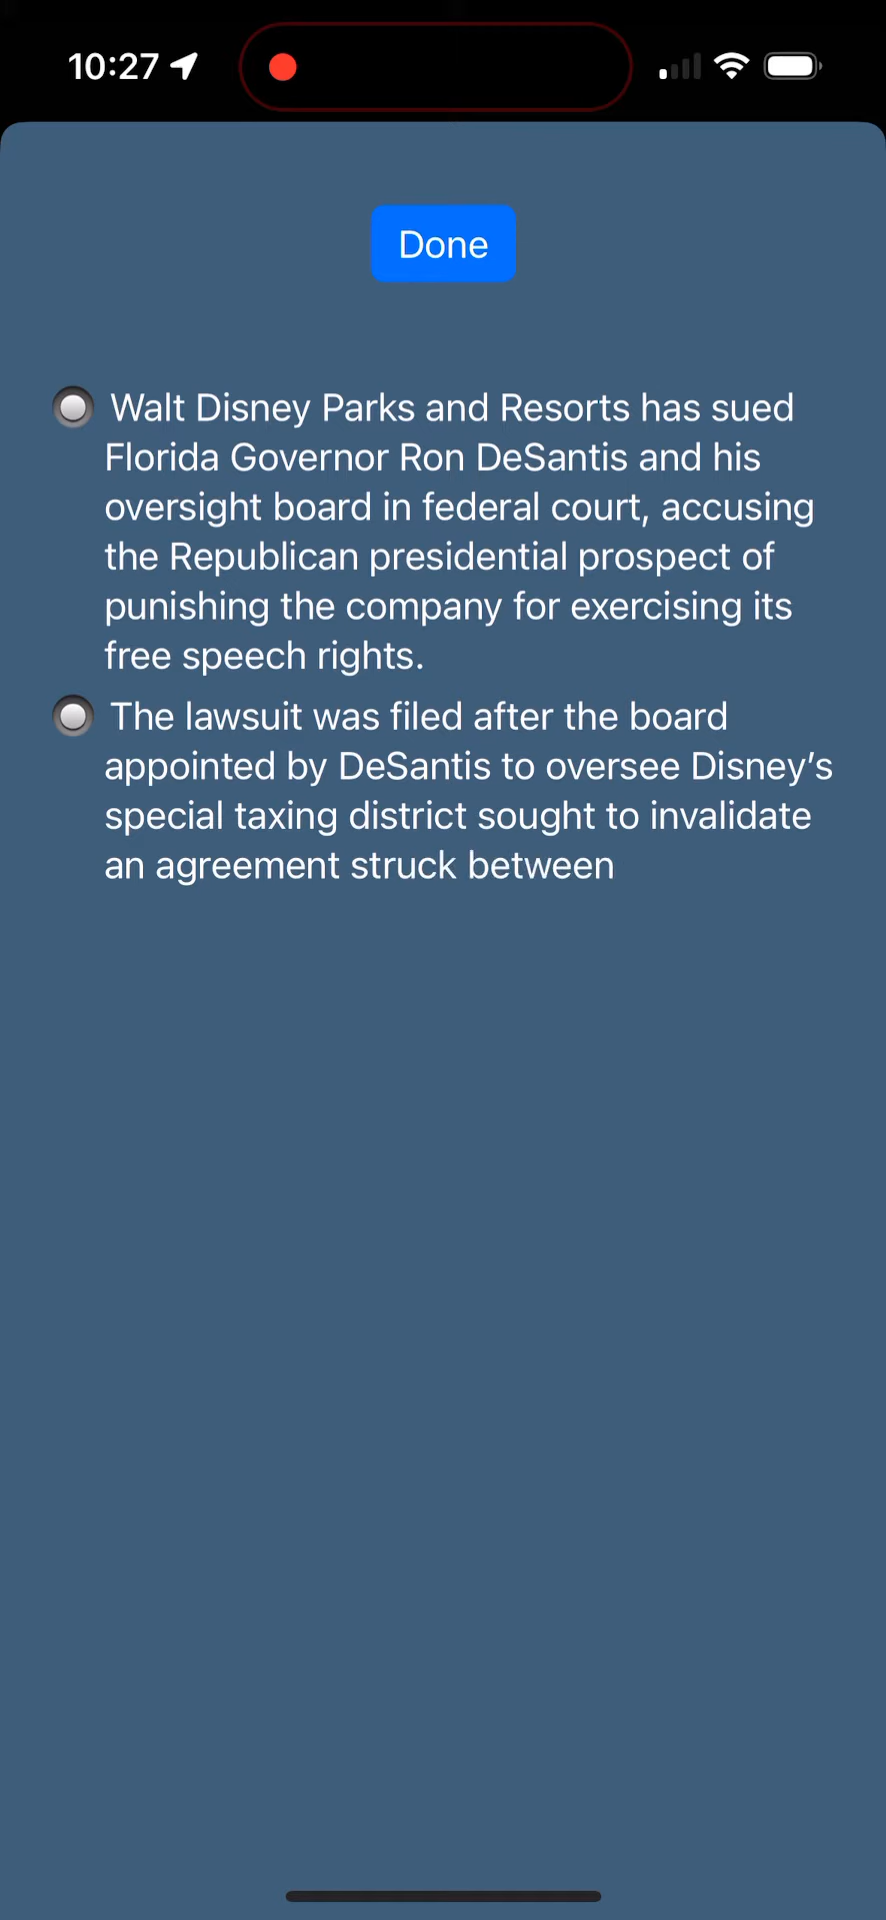 10:27
Done
Walt Disney Parks and Resorts has sued
Florida Governor Ron DeSantis and his
oversight board in federal court, accusing
the Republican presidential prospect of
punishing the company for exercising its
free speech rights.
The lawsuit was filed after the board
appointed by DeSantis to oversee Disney’s
special taxing district sought to invalidate
an agreement struck between